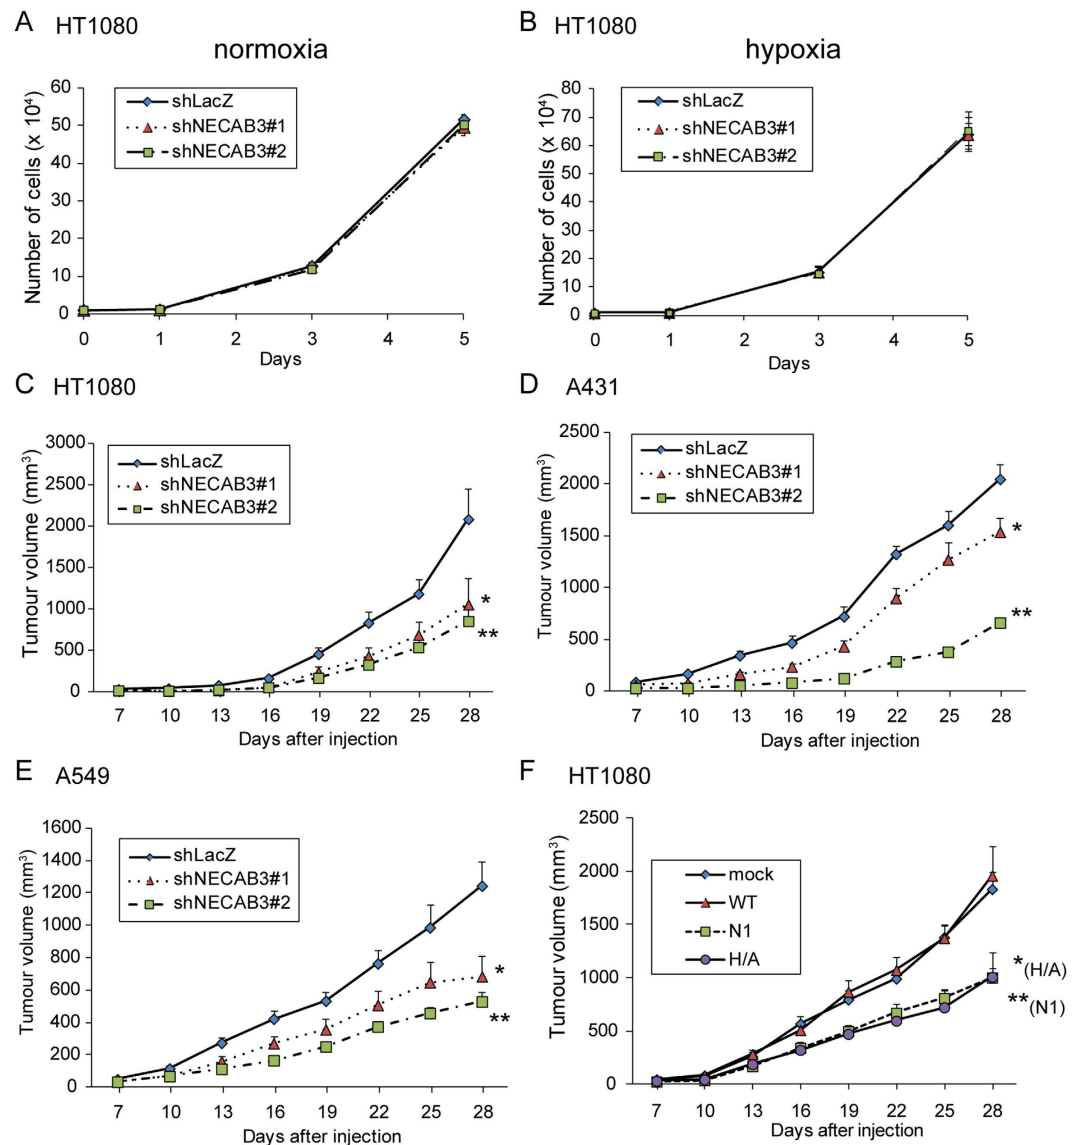 A HT1080
normoxia
Number of cells (x 10⁴)
60
50
40
30
20
10
0
shLacZ
shNECAB3#1
shNECAB3#2
0 1 2 3 4 5
Days
B HT1080
hypoxia
Number of cells (x 10⁴)
80
70
60
50
40
30
20
10
0
shLacZ
shNECAB3#1
shNECAB3#2
0 1 2 3 4 5
Days
C HT1080
Tumour volume (mm³)
3000
2500
2000
1500
1000
500
0
shLacZ
shNECAB3#1
shNECAB3#2
*
**
7 10 13 16 19 22 25 28
Days after injection
D A431
Tumour volume (mm³)
2500
2000
1500
1000
500
0
shLacZ
shNECAB3#1
shNECAB3#2
*
**
7 10 13 16 19 22 25 28
Days after injection
E A549
Tumour volume (mm³)
1600
1400
1200
1000
800
600
400
200
0
shLacZ
shNECAB3#1
shNECAB3#2
*
**
7 10 13 16 19 22 25 28
Days after injection
F HT1080
Tumour volume (mm³)
2500
2000
1500
1000
500
0
mock
WT
N1
H/A
*(H/A)
**(N1)
7 10 13 16 19 22 25 28
Days after injection